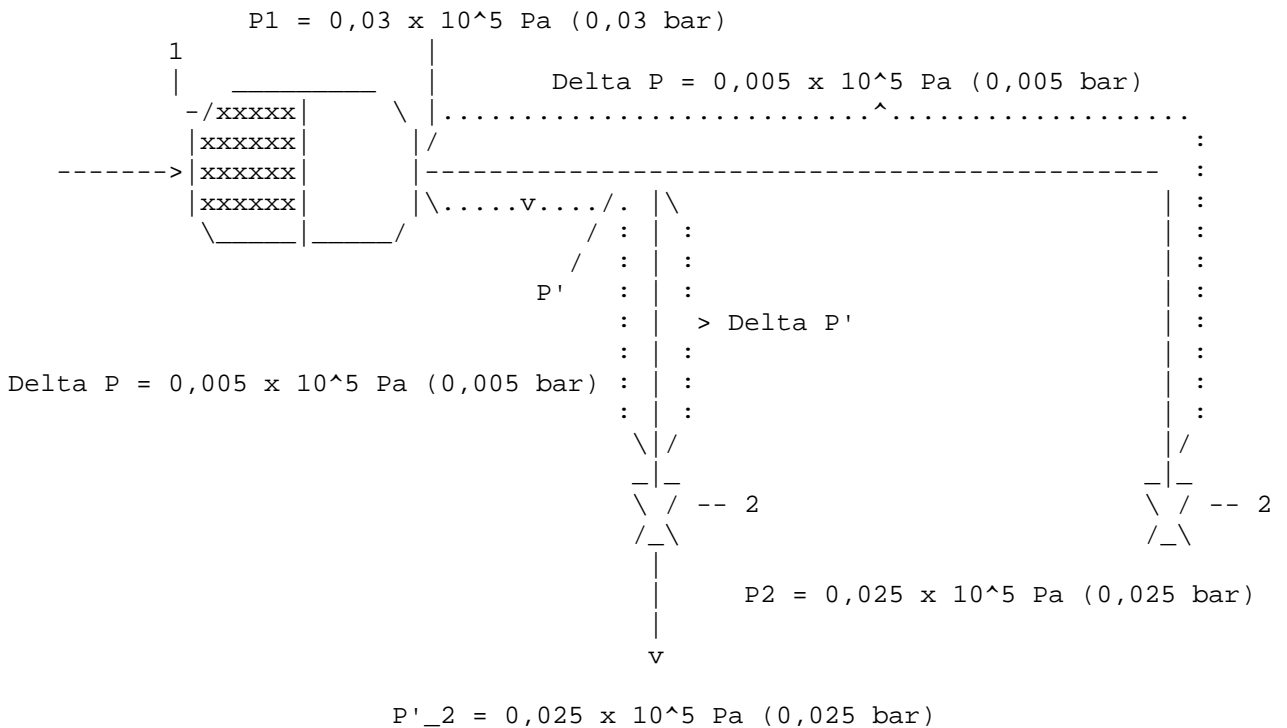 P1 = 0,03 x 10^5 Pa (0,03 bar)
1
Delta P = 0,005 x 10^5 Pa (0,005 bar)
P'
> Delta P'
Delta P = 0,005 x 10^5 Pa (0,005 bar)
-- 2
-- 2
P2 = 0,025 x 10^5 Pa (0,025 bar)
P'_2 = 0,025 x 10^5 Pa (0,025 bar)